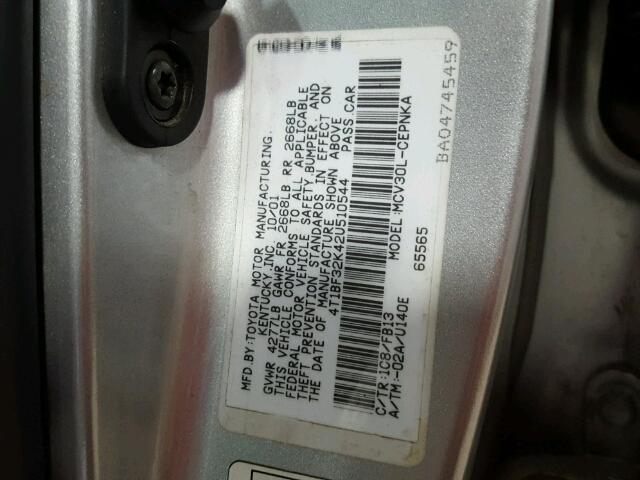 MFD.BY:TOYOTA MOTOR MANUFACTURING.
KENTUCKY.INC. 10/01
GVWR 4277LB GAWR FR 2668LB RR 2668LB
THIS VEHICLE CONFORMS TO ALL APPLICABLE
FEDERAL MOTOR VEHICLE SAFETY,BUMPER, AND
THEFT PREVENTION STANDARDS IN EFFECT ON
THE DATE OF MANUFACTURE SHOWN ABOVE
4T1BF32K42U510544 PASS.CAR
C/TR:1C8/FB13 MODEL:MCV30L-CEPNKA
A/TM:-02A/U140E 65565
BA04745459